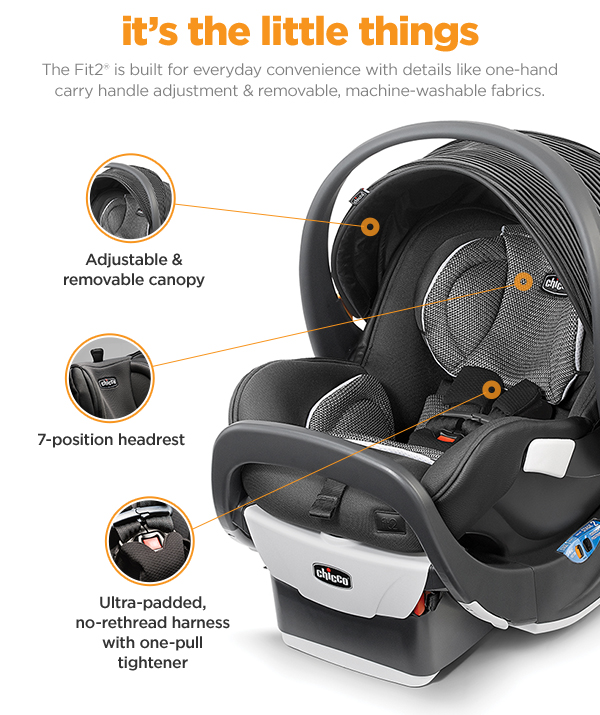 it's the little things
The Fit2® is built for everyday convenience with details like one-hand
carry handle adjustment & removable, machine-washable fabrics.
chicco
Adjustable &
removable canopy
chicco
chicco
7-position headrest
Ultra-padded,
no-rethread harness
with one-pull
tightener
chicco